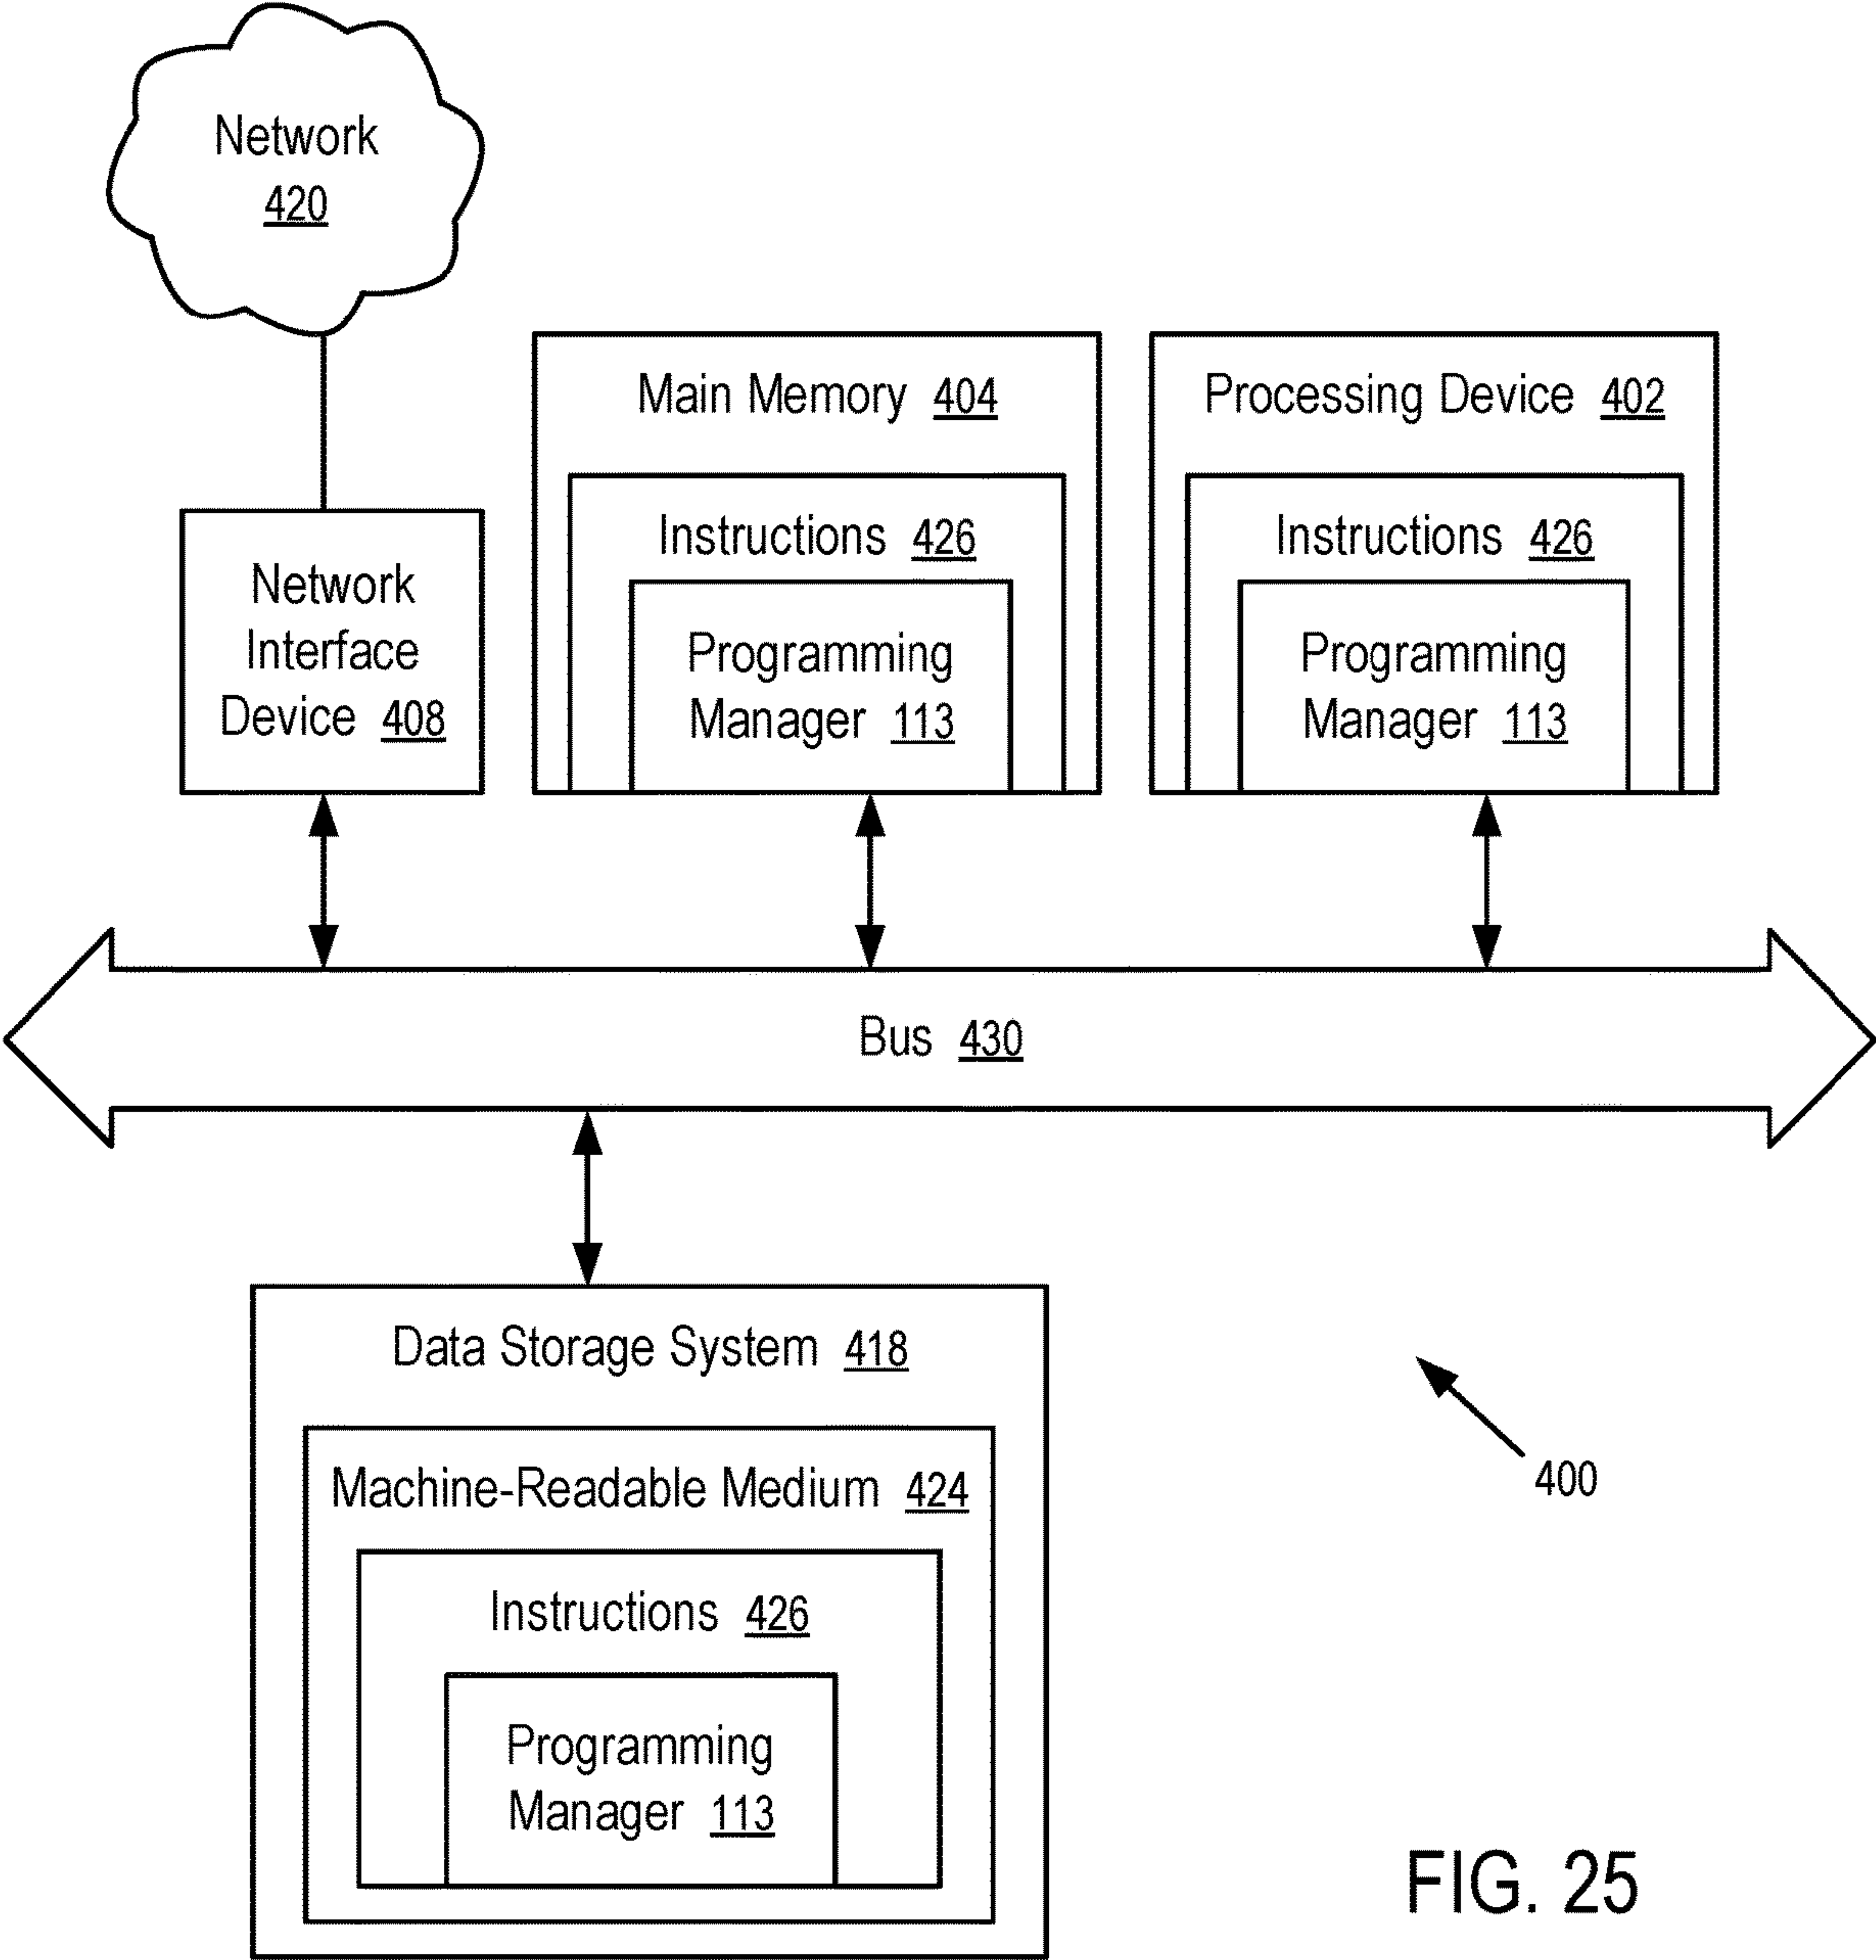 Network
420
Main Memory 404
Processing Device 402
Instructions 426
Instructions 426
Network
Interface
Device 408
Programming
Manager 113
Programming
Manager 113
Bus 430
Data Storage System 418
Machine-Readable Medium 424
Instructions 426
Programming
Manager 113
400
FIG. 25